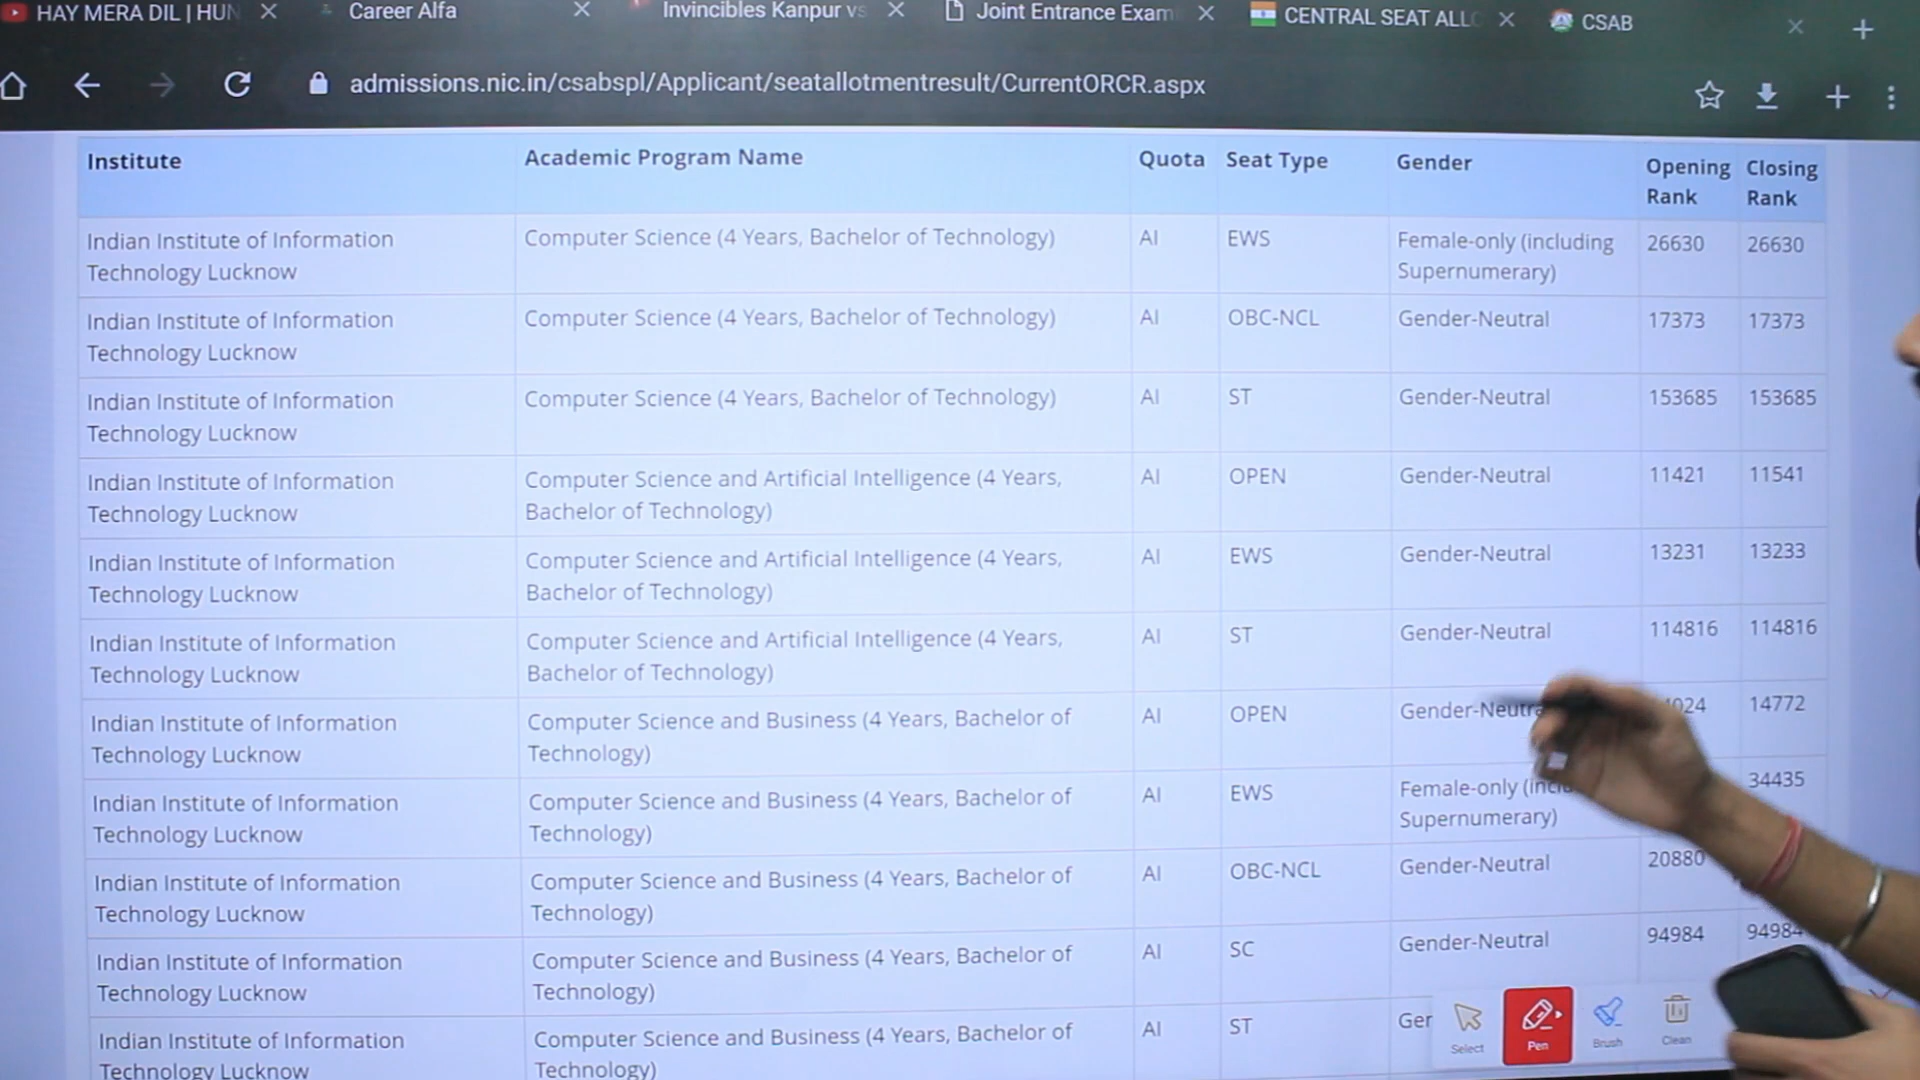 HAY MERA DIL | HUN
Career Alfa
Invincibles Kanpur vs
Joint Entrance Exam
CENTRAL SEAT ALLC
CSAB
admissions.nic.in/csabspl/Applicant/seatallotmentresult/CurrentORCR.aspx
Institute Academic Program Name Quota Seat Type Gender Opening Rank Closing Rank
Indian Institute of Information Technology Lucknow Computer Science (4 Years, Bachelor of Technology) AI EWS Female-only (including Supernumerary) 26630 26630
Indian Institute of Information Technology Lucknow Computer Science (4 Years, Bachelor of Technology) AI OBC-NCL Gender-Neutral 17373 17373
Indian Institute of Information Technology Lucknow Computer Science (4 Years, Bachelor of Technology) AI ST Gender-Neutral 153685 153685
Indian Institute of Information Technology Lucknow Computer Science and Artificial Intelligence (4 Years, Bachelor of Technology) AI OPEN Gender-Neutral 11421 11541
Indian Institute of Information Technology Lucknow Computer Science and Artificial Intelligence (4 Years, Bachelor of Technology) AI EWS Gender-Neutral 13231 13233
Indian Institute of Information Technology Lucknow Computer Science and Artificial Intelligence (4 Years, Bachelor of Technology) AI ST Gender-Neutral 114816 114816
Indian Institute of Information Technology Lucknow Computer Science and Business (4 Years, Bachelor of Technology) AI OPEN Gender-Neutra 14772
Indian Institute of Information Technology Lucknow Computer Science and Business (4 Years, Bachelor of Technology) AI EWS Female-only (inclu Supernumerary) 34435
Indian Institute of Information Technology Lucknow Computer Science and Business (4 Years, Bachelor of Technology) AI OBC-NCL Gender-Neutral 20880
Indian Institute of Information Technology Lucknow Computer Science and Business (4 Years, Bachelor of Technology) AI SC Gender-Neutral 94984 94984
Indian Institute of Information Technology Lucknow Computer Science and Business (4 Years, Bachelor of Technology) AI ST Ger
Select Pen Brush Clean